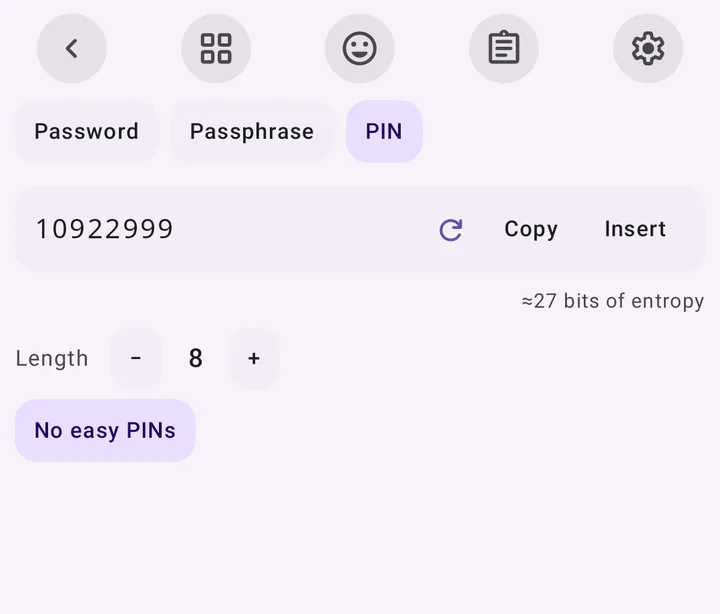 Password Passphrase PIN
10922999 Copy Insert
≈27 bits of entropy
Length - 8 +
No easy PINs